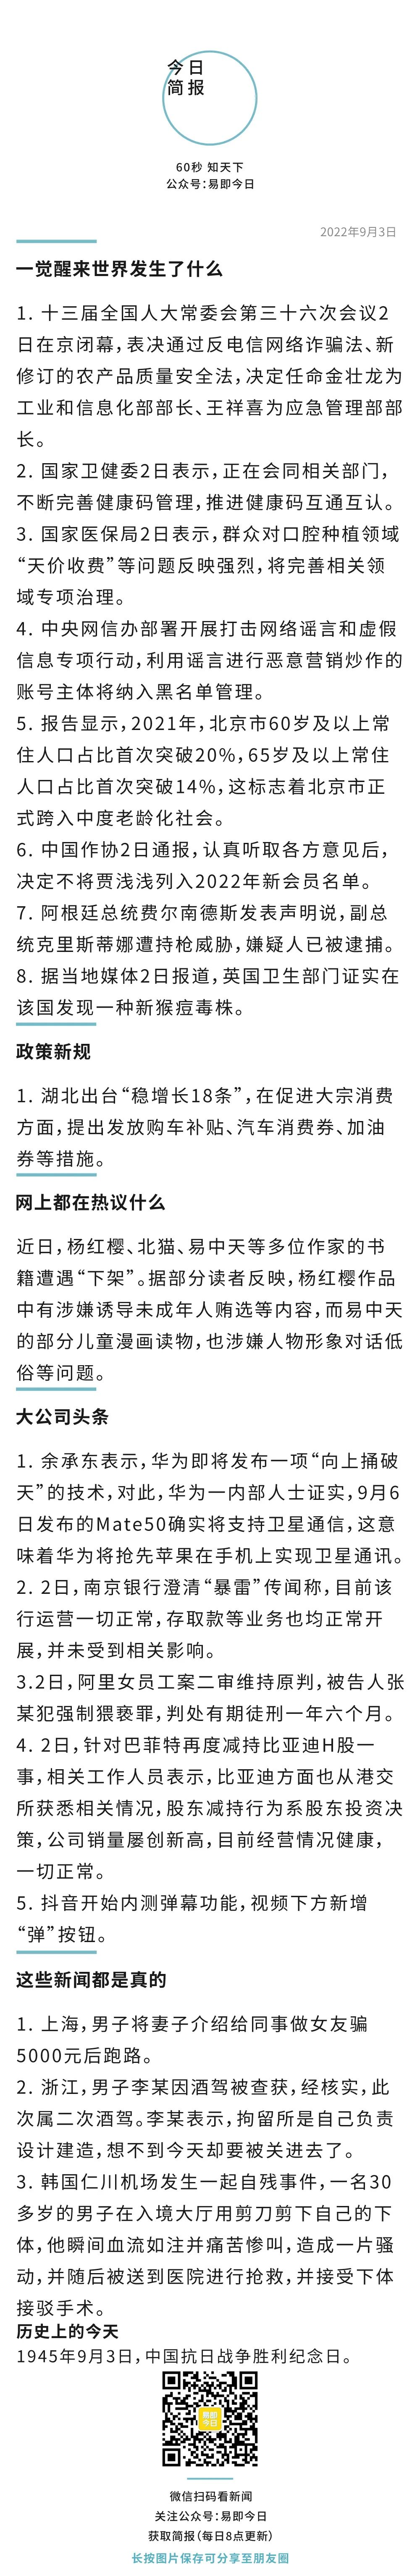 今日
简报
60秒 知天下
公众号：易即今日
2022年9月3日
一觉醒来世界发生了什么
1. 十三届全国人大常委会第三十六次会议2
日在京闭幕，表决通过反电信网络诈骗法、新
修订的农产品质量安全法，决定任命金壮龙为
工业和信息化部部长、王祥喜为应急管理部部
长。
2. 国家卫健委2日表示，正在会同相关部门，
不断完善健康码管理，推进健康码互通互认。
3. 国家医保局2日表示，群众对口腔种植领域
“天价收费”等问题反映强烈，将完善相关领
域专项治理。
4. 中央网信办部署开展打击网络谣言和虚假
信息专项行动，利用谣言进行恶意营销炒作的
账号主体将纳入黑名单管理。
5. 报告显示，2021年，北京市60岁及以上常
住人口占比首次突破20%，65岁及以上常住
人口占比首次突破14%，这标志着北京市正
式跨入中度老龄化社会。
6. 中国作协2日通报，认真听取各方意见后，
决定不将贾浅浅列入2022年新会员名单。
7. 阿根廷总统费尔南德斯发表声明说，副总
统克里斯蒂娜遭持枪威胁，嫌疑人已被逮捕。
8. 据当地媒体2日报道，英国卫生部门证实在
该国发现一种新猴痘毒株。
政策新规
1. 湖北出台“稳增长18条”，在促进大宗消费
方面，提出发放购车补贴、汽车消费券、加油
券等措施。
网上都在热议什么
近日，杨红樱、北猫、易中天等多位作家的书
籍遭遇“下架”。据部分读者反映，杨红樱作品
中有涉嫌诱导未成年人贿选等内容，而易中天
的部分儿童漫画读物，也涉嫌人物形象对话低
俗等问题。
大公司头条
1. 余承东表示，华为即将发布一项“向上捅破
天”的技术，对此，华为一内部人士证实，9月6
日发布的Mate50确实将支持卫星通信，这意
味着华为将抢先苹果在手机上实现卫星通讯。
2. 2日，南京银行澄清“暴雷”传闻称，目前该
行运营一切正常，存取款等业务也均正常开
展，并未受到相关影响。
3.2日，阿里女员工案二审维持原判，被告人张
某犯强制猥亵罪，判处有期徒刑一年六个月。
4. 2日，针对巴菲特再度减持比亚迪H股一
事，相关工作人员表示，比亚迪方面也从港交
所获悉相关情况，股东减持行为系股东投资决
策，公司销量屡创新高，目前经营情况健康，
一切正常。
5. 抖音开始内测弹幕功能，视频下方新增
“弹”按钮。
这些新闻都是真的
1. 上海，男子将妻子介绍给同事做女友骗
5000元后跑路。
2. 浙江，男子李某因酒驾被查获，经核实，此
次属二次酒驾。李某表示，拘留所是自己负责
设计建造，想不到今天却要被关进去了。
3. 韩国仁川机场发生一起自残事件，一名30
多岁的男子在入境大厅用剪刀剪下自己的下
体，他瞬间血流如注并痛苦惨叫，造成一片骚
动，并随后被送到医院进行抢救，并接受下体
接驳手术。
历史上的今天
1945年9月3日，中国抗日战争胜利纪念日。
易即
今日
微信扫码看新闻
关注公众号：易即今日
获取简报（每日8点更新）
长按图片保存可分享至朋友圈